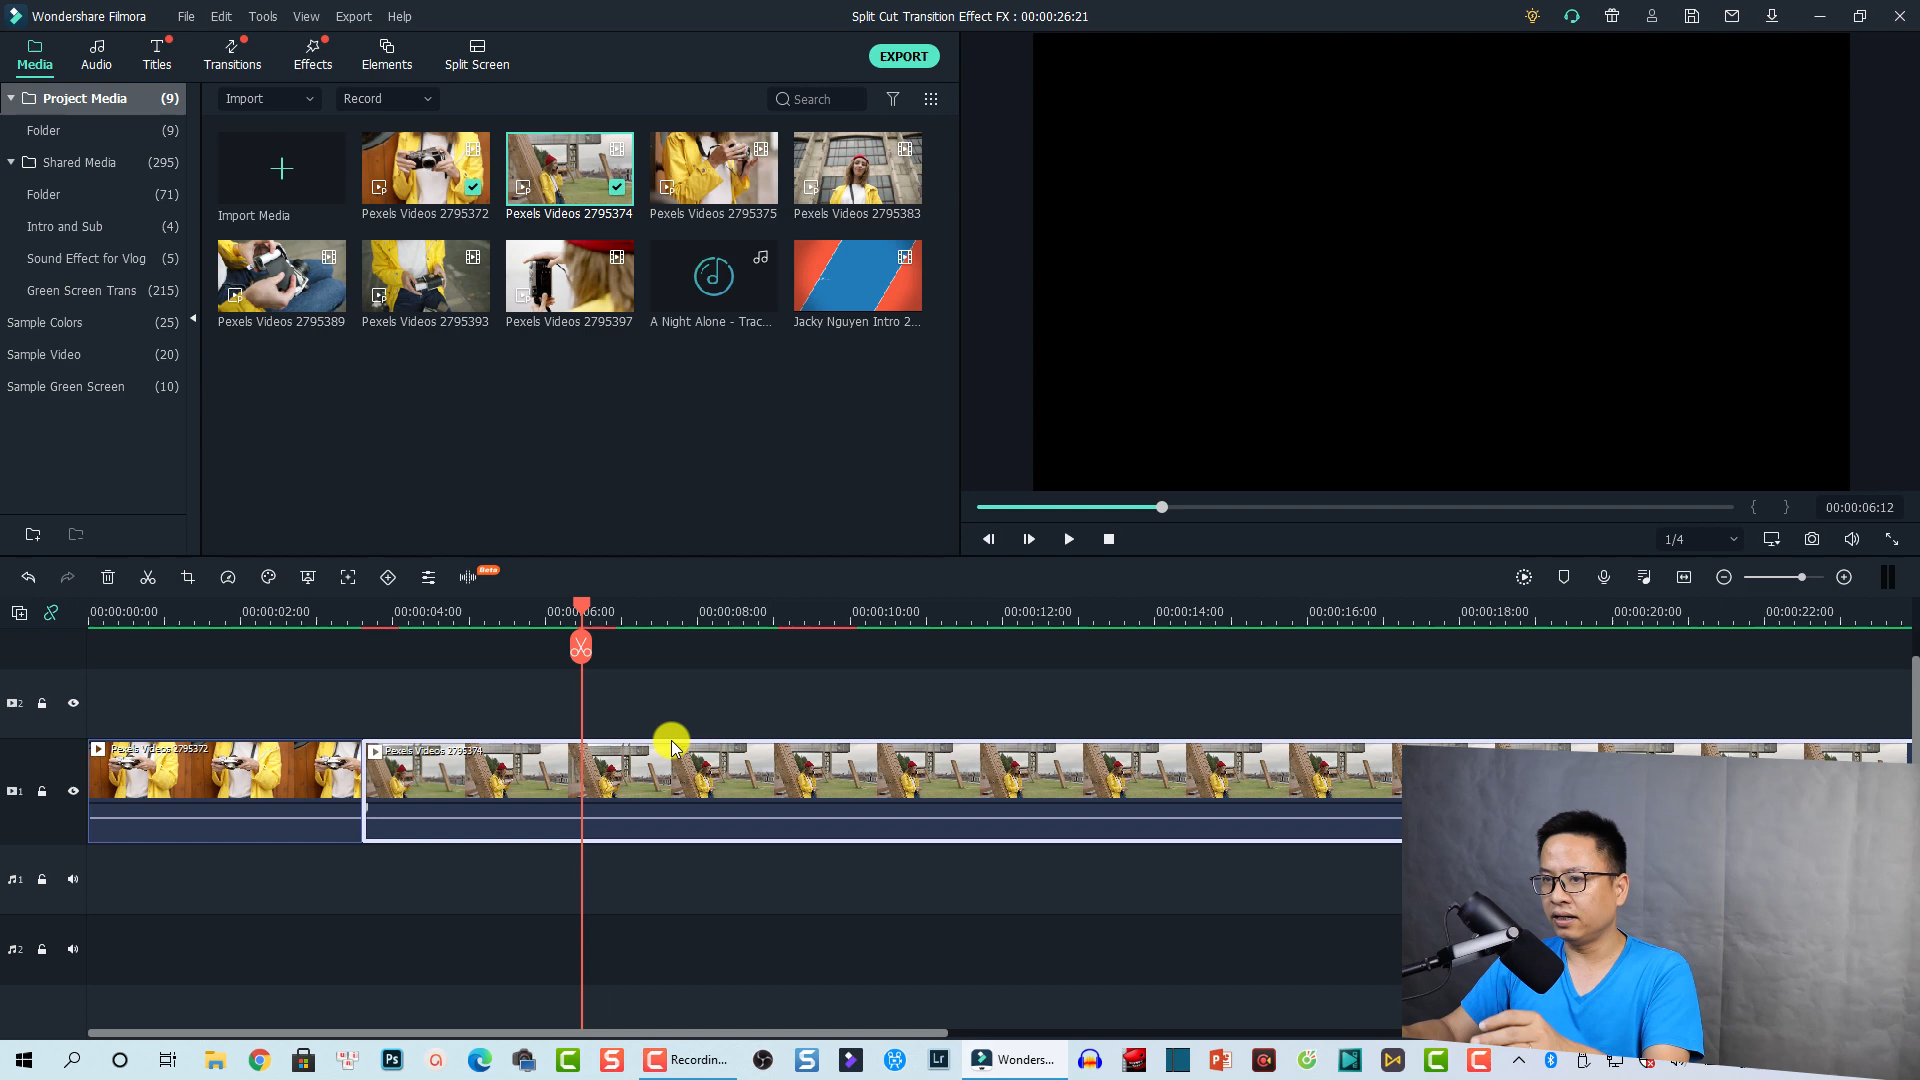 Wondershare Filmora
File Edit Tools View Export Help
Split Cut Transition Effect FX : 00:00:26:21
Media
Audio
Titles
Transitions
Effects
Elements
Split Screen
EXPORT
Project Media (9)
Folder (9)
Shared Media (295)
Folder (71)
Intro and Sub (4)
Sound Effect for Vlog (5)
Green Screen Trans (215)
Sample Colors (25)
Sample Video (20)
Sample Green Screen (10)
Import
Record
Search
Import Media
Pexels Videos 2795372
Pexels Videos 2795374
Pexels Videos 2795375
Pexels Videos 2795383
Pexels Videos 2795389
Pexels Videos 2795393
Pexels Videos 2795397
A Night Alone - Trac...
Jacky Nguyen Intro 2...
00:00:06:12
1/4
Beta
00:00:00:00
00:00:02:00
00:00:04:00
00:00:06:00
00:00:08:00
00:00:10:00
00:00:12:00
00:00:14:00
00:00:16:00
00:00:18:00
00:00:20:00
00:00:22:00
2
Pexels Videos 2795372
Pexels Videos 2795374
1
1
2
Ps
Recordin...
Lr
Wonders...